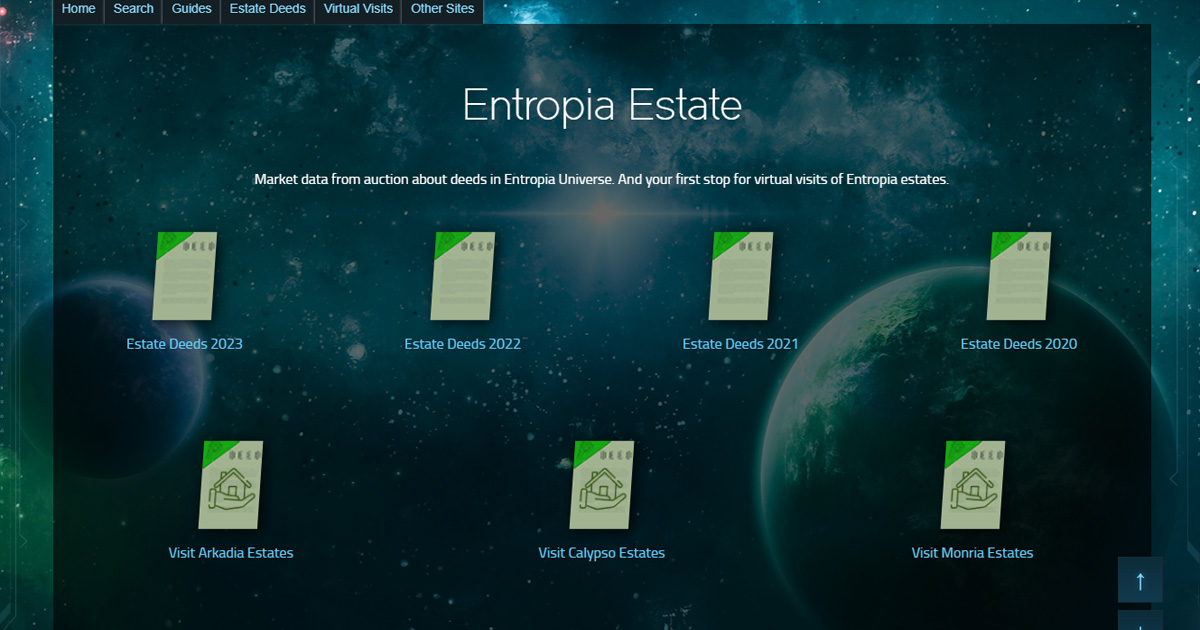 Home
Search
Guides
Estate Deeds
Virtual Visits
Other Sites
Entropia Estate
Market data from auction about deeds in Entropia Universe. And your first stop for virtual visits of Entropia estates.
DEED
DEED
DEED
DEED
Estate Deeds 2023
Estate Deeds 2022
Estate Deeds 2021
Estate Deeds 2020
DEED
DEED
DEED
Visit Arkadia Estates
Visit Calypso Estates
Visit Monria Estates